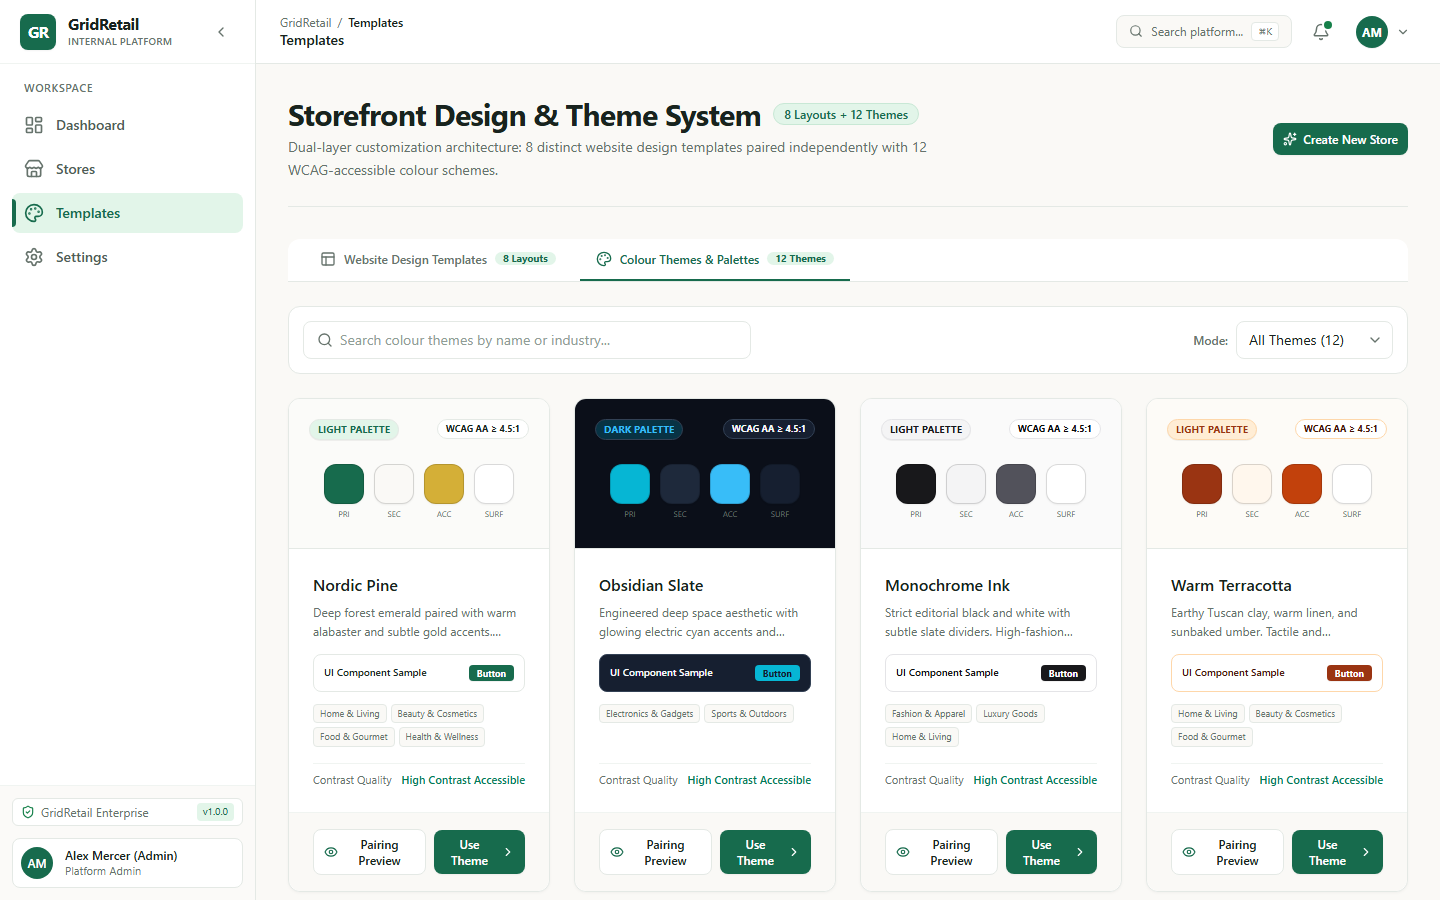 GR
GridRetail
INTERNAL PLATFORM
WORKSPACE
Dashboard
Stores
Templates
Settings
GridRetail Enterprise
v1.0.0
AM
Alex Mercer (Admin)
Platform Admin
GridRetail / Templates
Templates
Search platform...
⌘K
AM
Storefront Design & Theme System
8 Layouts + 12 Themes
Dual-layer customization architecture: 8 distinct website design templates paired independently with 12
WCAG-accessible colour schemes.
Create New Store
Website Design Templates
8 Layouts
Colour Themes & Palettes
12 Themes
Search colour themes by name or industry...
Mode:
All Themes (12)
LIGHT PALETTE
WCAG AA ≥ 4.5:1
PRI
SEC
ACC
SURF
Nordic Pine
Deep forest emerald paired with warm
alabaster and subtle gold accents....
UI Component Sample
Button
Home & Living
Beauty & Cosmetics
Food & Gourmet
Health & Wellness
Contrast Quality
High Contrast Accessible
Pairing
Preview
Use
Theme
DARK PALETTE
WCAG AA ≥ 4.5:1
PRI
SEC
ACC
SURF
Obsidian Slate
Engineered deep space aesthetic with
glowing electric cyan accents and...
UI Component Sample
Button
Electronics & Gadgets
Sports & Outdoors
Contrast Quality
High Contrast Accessible
Pairing
Preview
Use
Theme
LIGHT PALETTE
WCAG AA ≥ 4.5:1
PRI
SEC
ACC
SURF
Monochrome Ink
Strict editorial black and white with
subtle slate dividers. High-fashion...
UI Component Sample
Button
Fashion & Apparel
Luxury Goods
Home & Living
Contrast Quality
High Contrast Accessible
Pairing
Preview
Use
Theme
LIGHT PALETTE
WCAG AA ≥ 4.5:1
PRI
SEC
ACC
SURF
Warm Terracotta
Earthy Tuscan clay, warm linen, and
sunbaked umber. Tactile and...
UI Component Sample
Button
Home & Living
Beauty & Cosmetics
Food & Gourmet
Contrast Quality
High Contrast Accessible
Pairing
Preview
Use
Theme